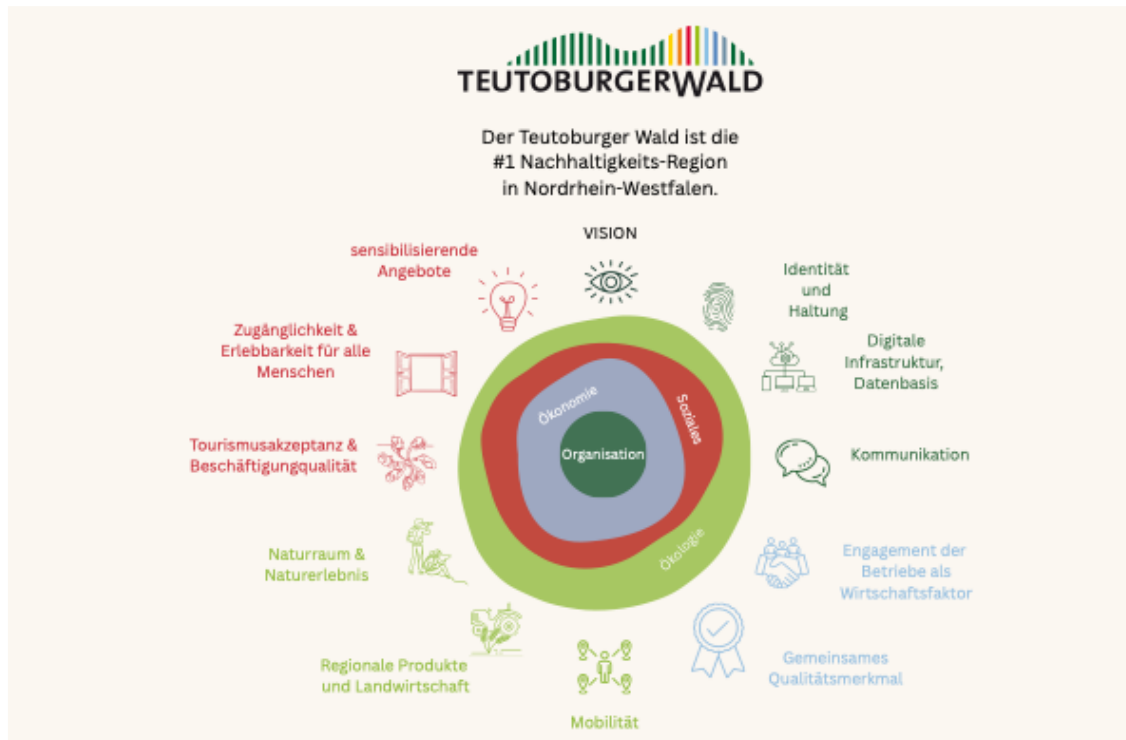 TEUTOBURGERWALD
Der Teutoburger Wald ist die
#1 Nachhaltigkeits-Region
in Nordrhein-Westfalen.
VISION
sensibilisierende
Angebote
Identität
und
Haltung
Zugänglichkeit &
Erlebbarkeit für alle
Menschen
Digitale
Infrastruktur,
Datenbasis
Ökonomie
Soziales
Organisation
Ökologie
Tourismusakzeptanz &
Beschäftigungqualität
Kommunikation
Naturraum &
Naturerlebnis
Engagement der
Betriebe als
Wirtschaftsfaktor
Regionale Produkte
und Landwirtschaft
Gemeinsames
Qualitätsmerkmal
Mobilität